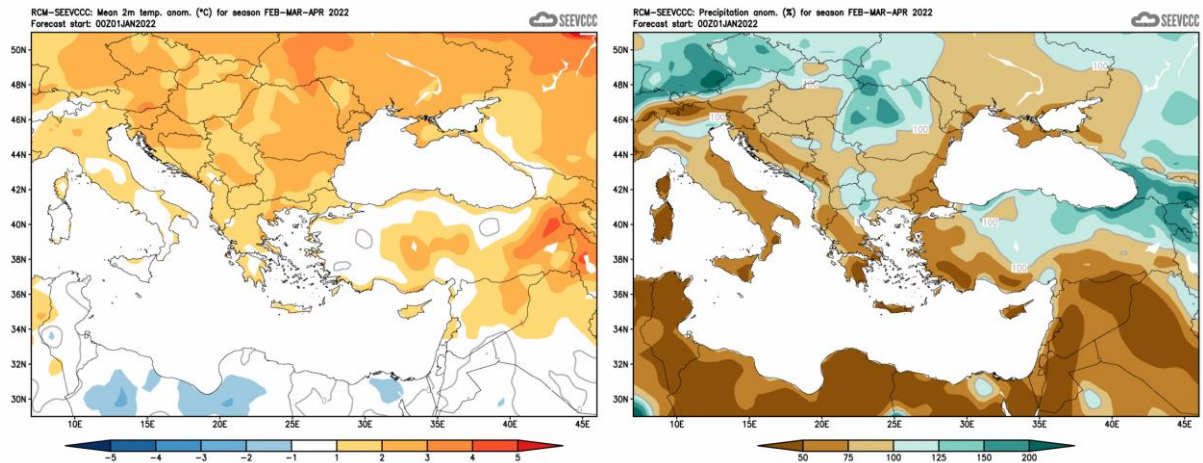 RCM-SEEVCCC: Mean 2m temp. anom. (°C) for season FEB-MAR-APR 2022
Forecast start: 00Z01JAN2022
SEEVCCC
50N
48N
46N
44N
42N
40N
38N
36N
34N
32N
30N
10E 15E 20E 25E 30E 35E 40E 45E
-5 -4 -3 -2 -1 1 2 3 4 5
RCM-SEEVCCC: Precipitation anom. (%) for season FEB-MAR-APR 2022
Forecast start: 00Z01JAN2022
SEEVCCC
50N
48N
46N
44N
42N
40N
38N
36N
34N
32N
30N
100
100
100
100
100
100
100
10E 15E 20E 25E 30E 35E 40E 45E
50 75 100 125 150 200